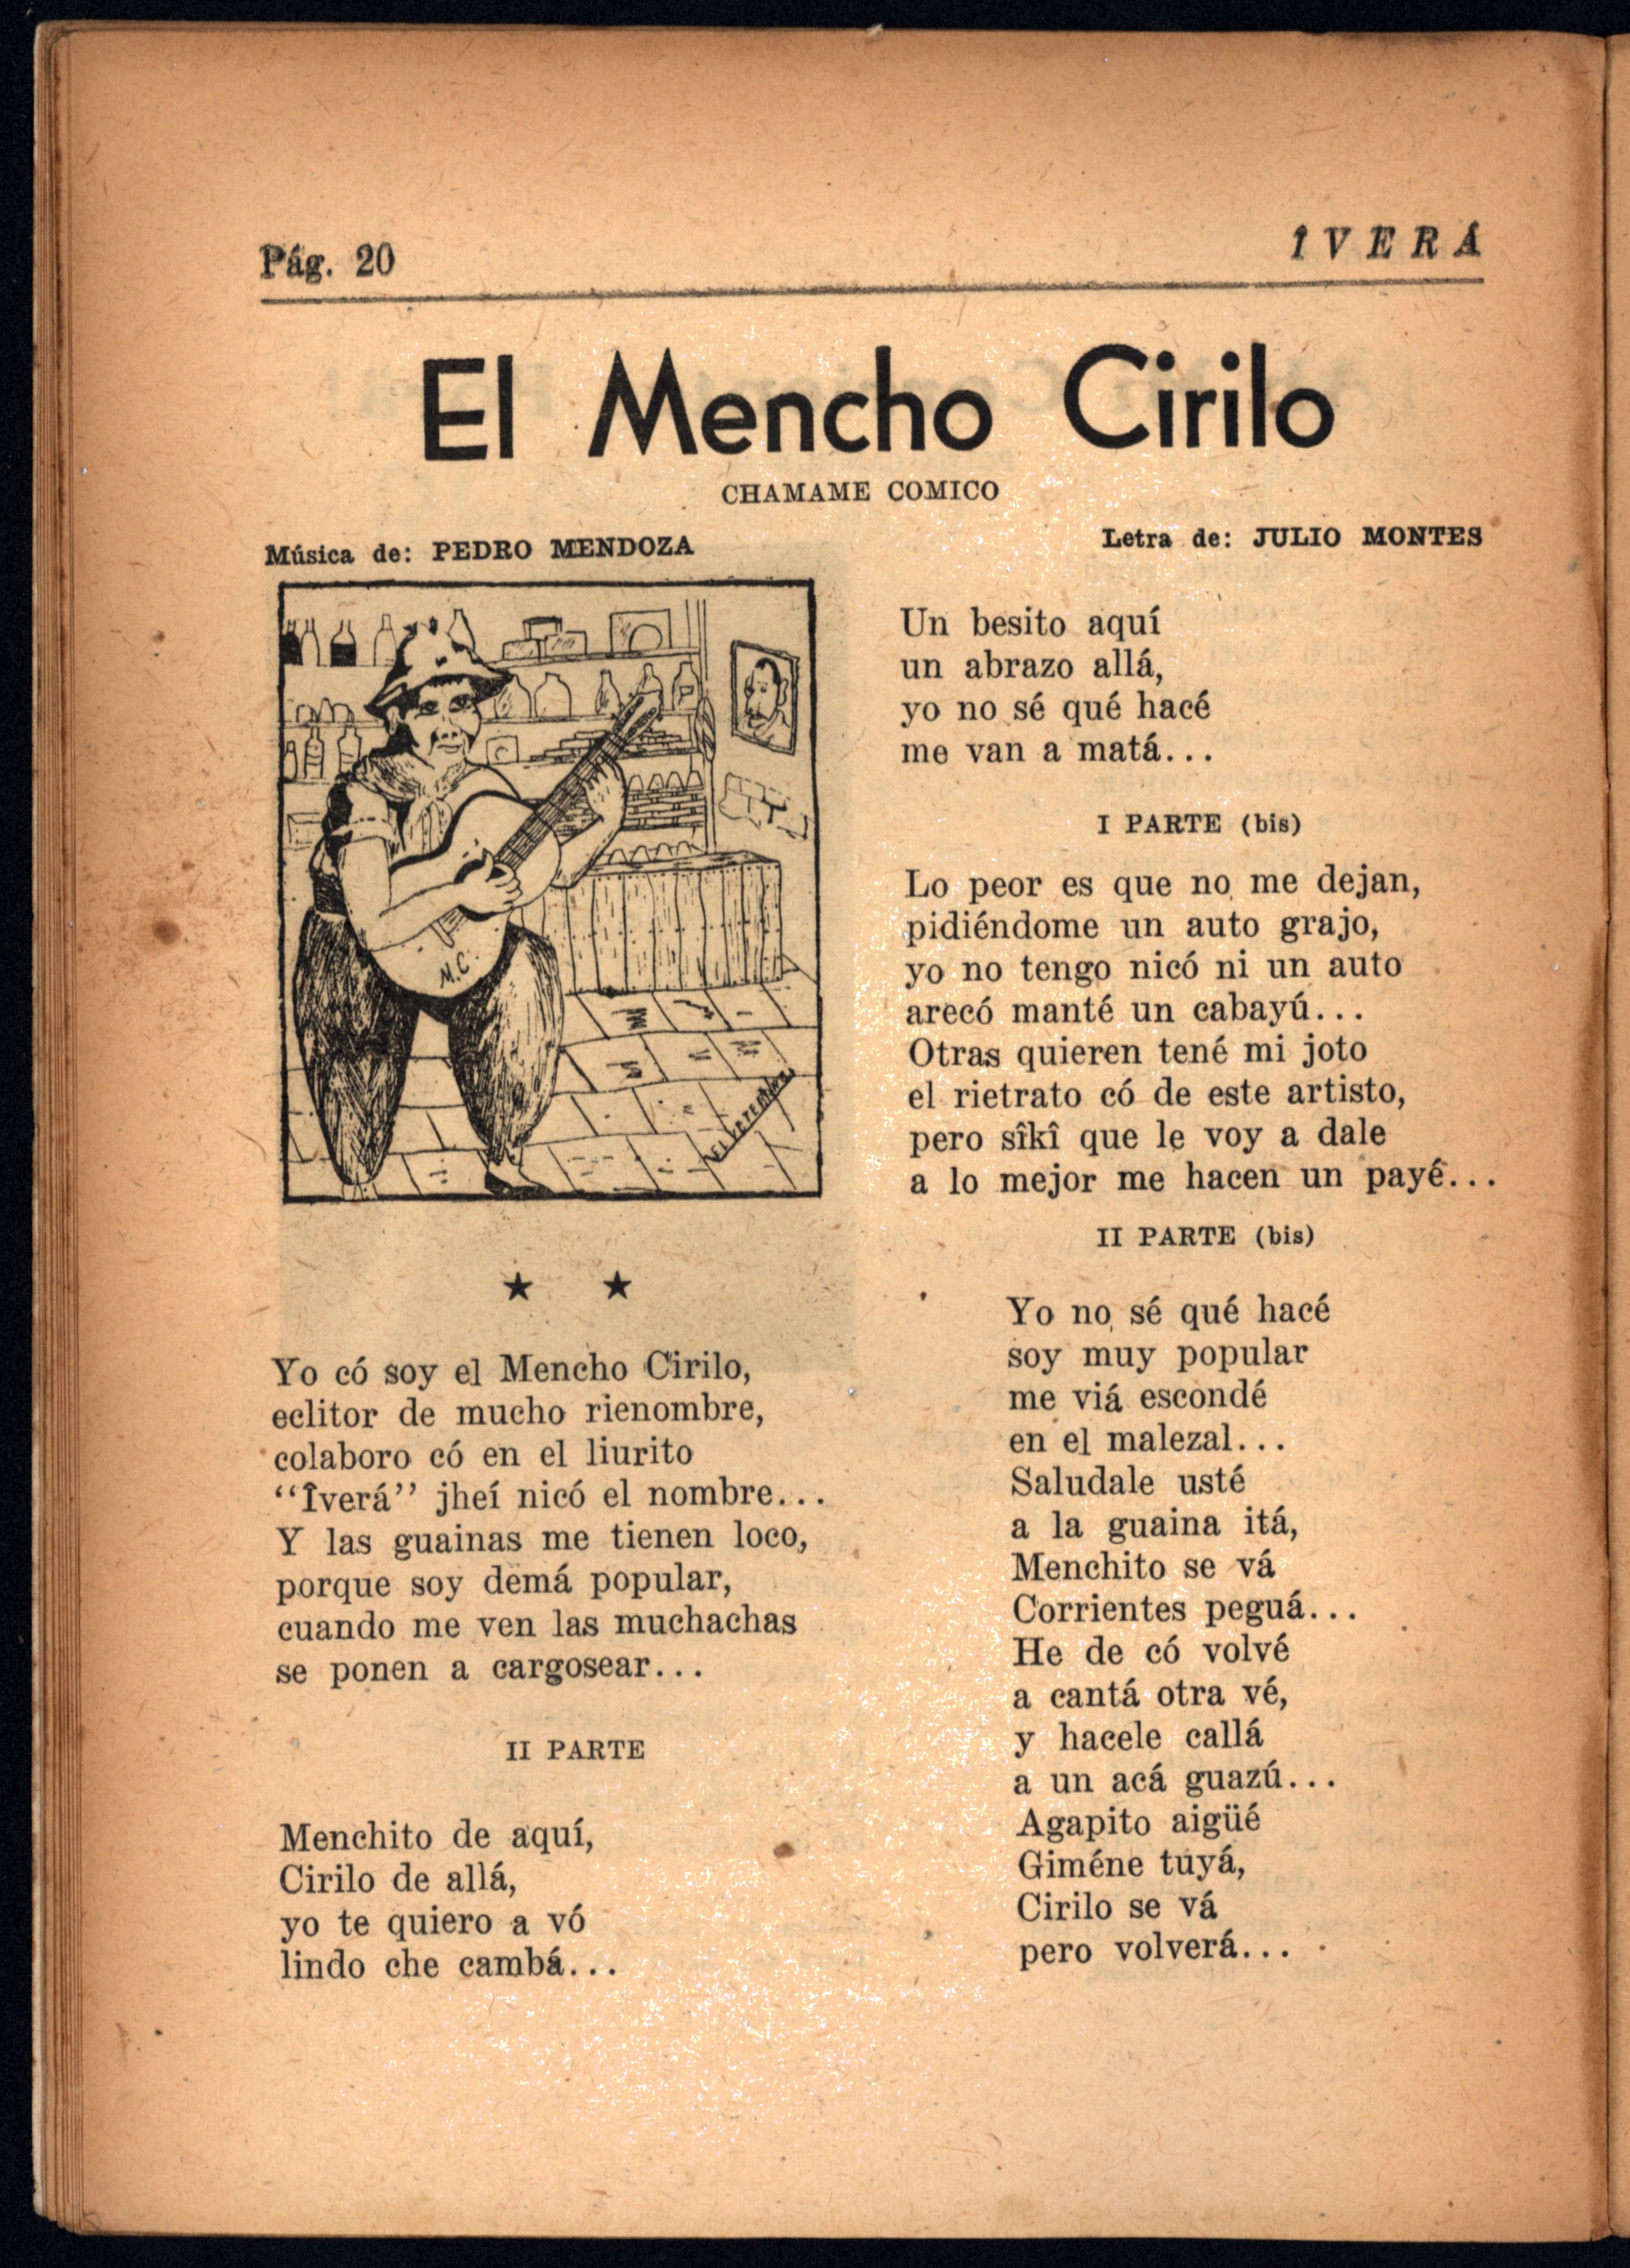 Pág. 20
ÎVERÁ
El Mencho Cirilo
CHAMAME COMICO
Música de: PEDRO MENDOZA
Letra de: JULIO MONTES
M.C.
★ ★
Yo có soy el Mencho Cirilo,
eclitor de mucho rienombre,
colaboro có en el liurito
“Îverá” jheí nicó el nombre...
Y las guainas me tienen loco,
porque soy demá popular,
cuando me ven las muchachas
se ponen a cargosear...
II PARTE
Menchito de aquí,
Cirilo de allá,
yo te quiero a vó
lindo che cambá...
Un besito aquí
un abrazo allá,
yo no sé qué hacé
me van a matá...
I PARTE (bis)
Lo peor es que no me dejan,
pidiéndome un auto grajo,
yo no tengo nicó ni un auto
arecó manté un cabayú...
Otras quieren tené mi joto
el rietrato có de este artisto,
pero sîkî que le voy a dale
a lo mejor me hacen un payé...
II PARTE (bis)
Yo no sé qué hacé
soy muy popular
me viá escondé
en el malezal...
Saludale usté
a la guaina itá,
Menchito se vá
Corrientes peguá...
He de có volvé
a cantá otra vé,
y hacele callá
a un acá guazú...
Agapito aigüé
Giméne tuyá,
Cirilo se vá
pero volverá...